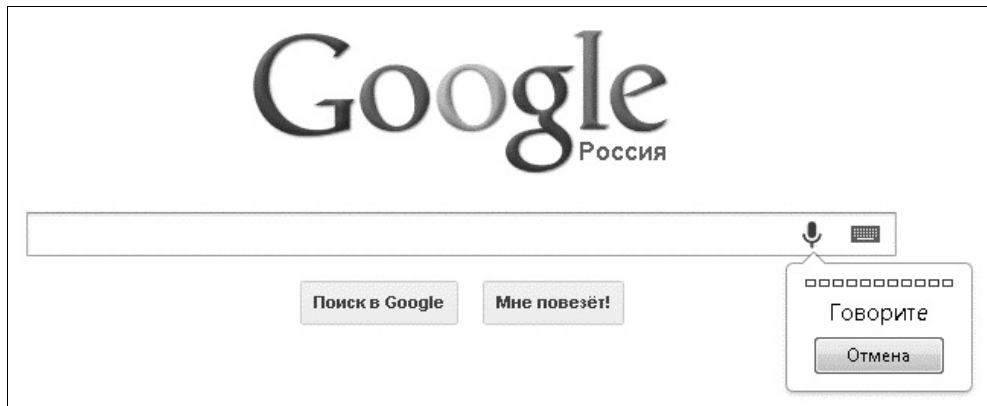 Google
Россия
Поиск в Google
Мне повезёт!
Говорите
Отмена